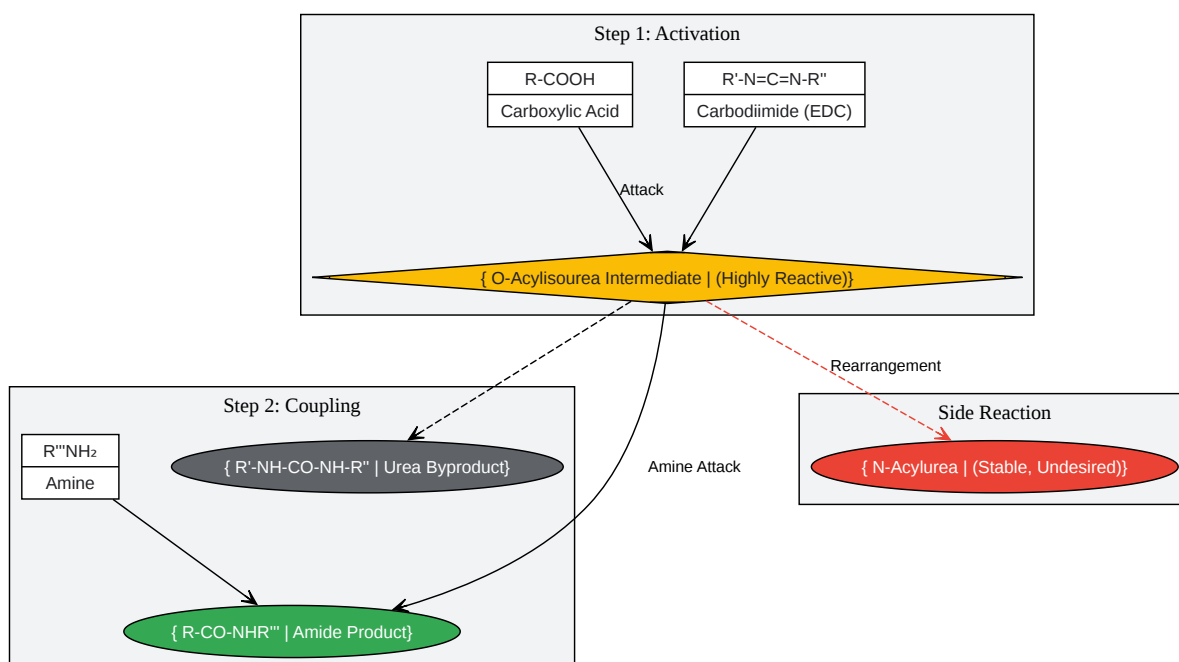 Step 1: Activation
R-COOH
Carboxylic Acid
R'-N=C=N-R''
Carbodiimide (EDC)
Attack
{ O-Acylisourea Intermediate | (Highly Reactive)}
Rearrangement
Step 2: Coupling
R'''NH₂
Amine
{ R'-NH-CO-NH-R'' | Urea Byproduct}
Amine Attack
{ R-CO-NHR''' | Amide Product}
Side Reaction
{ N-Acylurea | (Stable, Undesired)}